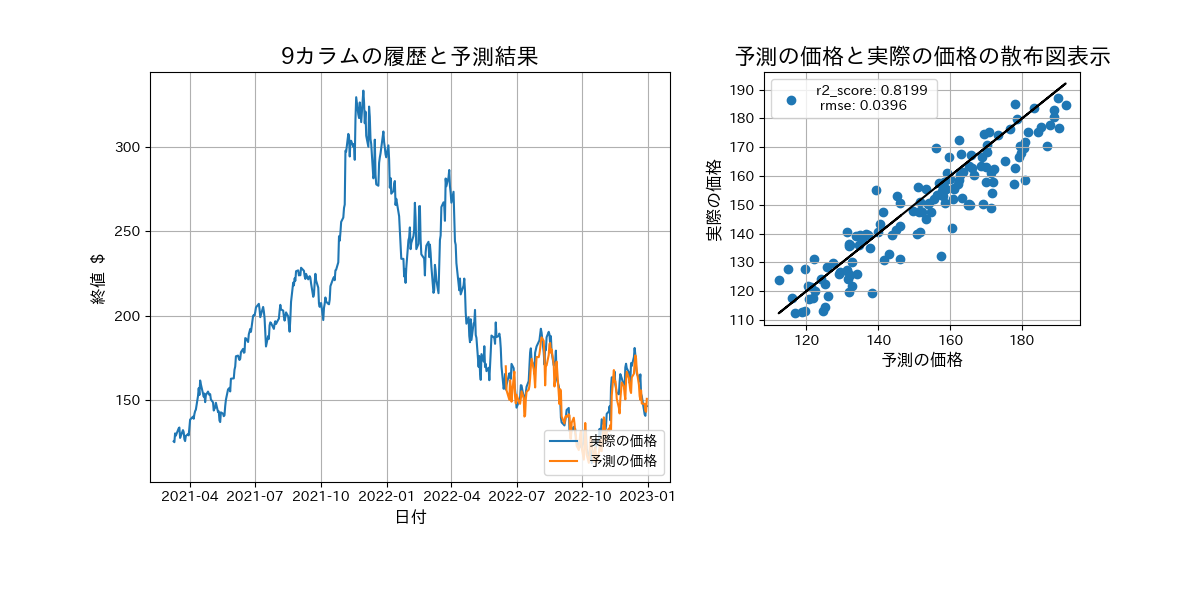 9カラムの履歴と予測結果
終値 $
300
250
200
150
2021-04 2021-07 2021-10 2022-01 2022-04 2022-07 2022-10 2023-01
日付
実際の価格
予測の価格
予測の価格と実際の価格の散布図表示
r2_score: 0.8199
rmse: 0.0396
実際の価格
190
180
170
160
150
140
130
120
110
120 140 160 180
予測の価格